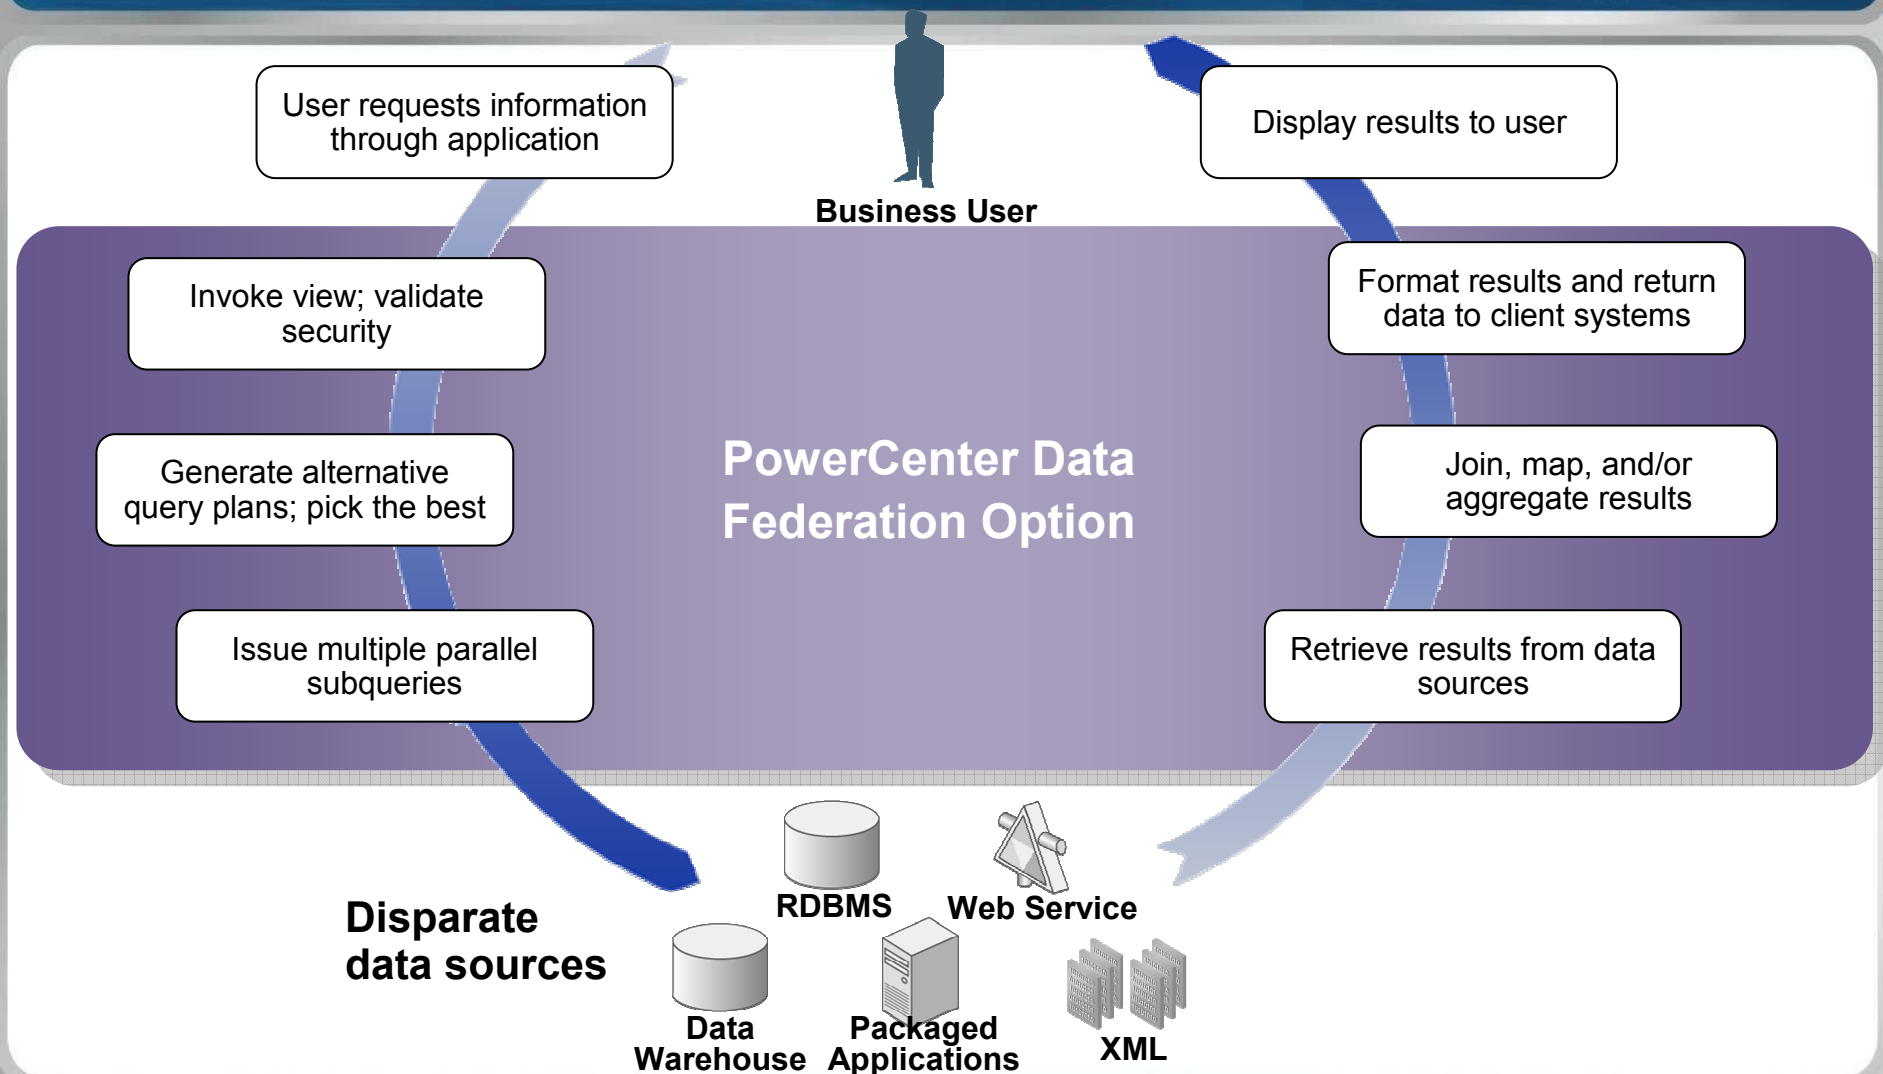 User requests information
through application
Business User
Display results to user
Invoke view; validate
security
Format results and return
data to client systems
PowerCenter Data
Federation Option
Generate alternative
query plans; pick the best
Join, map, and/or
aggregate results
Issue multiple parallel
subqueries
Retrieve results from data
sources
Disparate
data sources
RDBMS
Web Service
Data
Warehouse
Packaged
Applications
XML